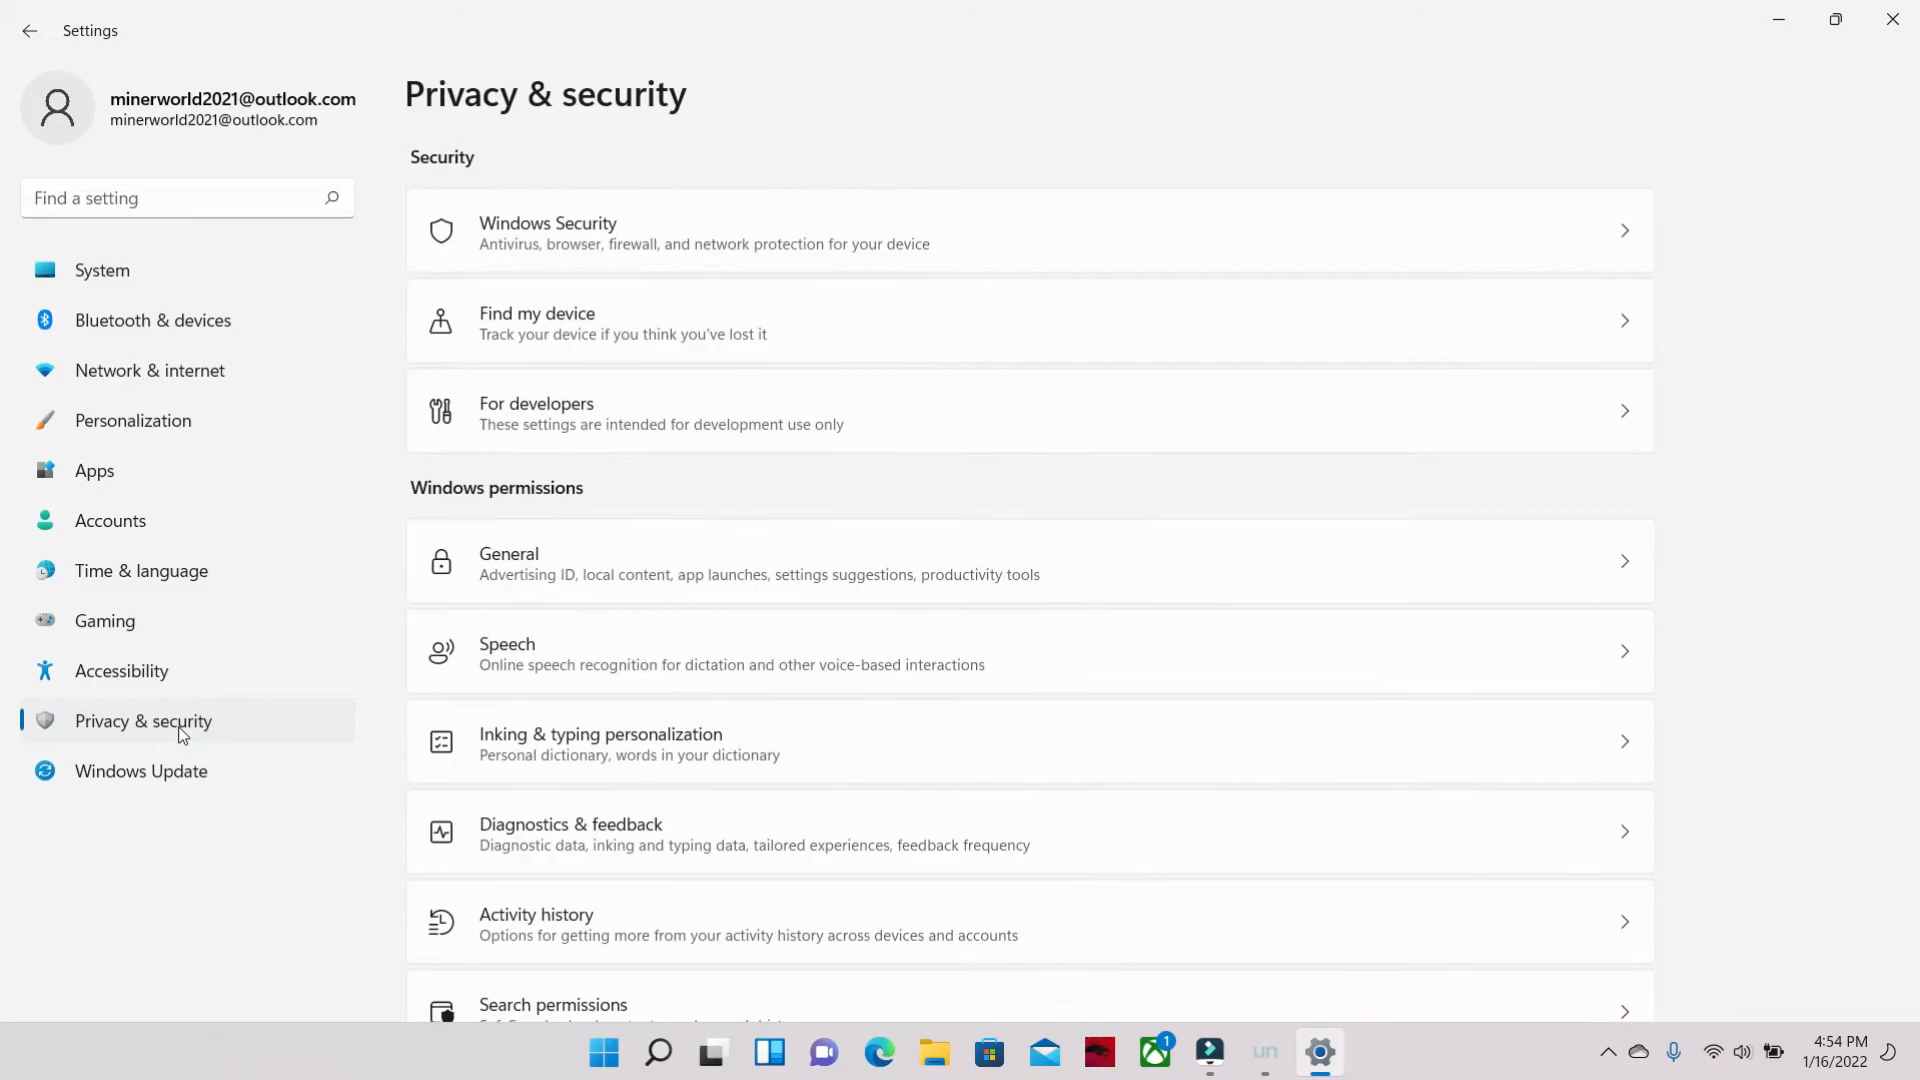 Settings
minerworld2021@outlook.com
minerworld2021@outlook.com
Find a setting
System
Bluetooth & devices
Network & internet
Personalization
Apps
Accounts
Time & language
Gaming
Accessibility
Privacy & security
Windows Update
Privacy & security
Security
Windows Security
Antivirus, browser, firewall, and network protection for your device
Find my device
Track your device if you think you've lost it
For developers
These settings are intended for development use only
Windows permissions
General
Advertising ID, local content, app launches, settings suggestions, productivity tools
Speech
Online speech recognition for dictation and other voice-based interactions
Inking & typing personalization
Personal dictionary, words in your dictionary
Diagnostics & feedback
Diagnostic data, inking and typing data, tailored experiences, feedback frequency
Activity history
Options for getting more from your activity history across devices and accounts
Search permissions
1
un
4:54 PM
1/16/2022